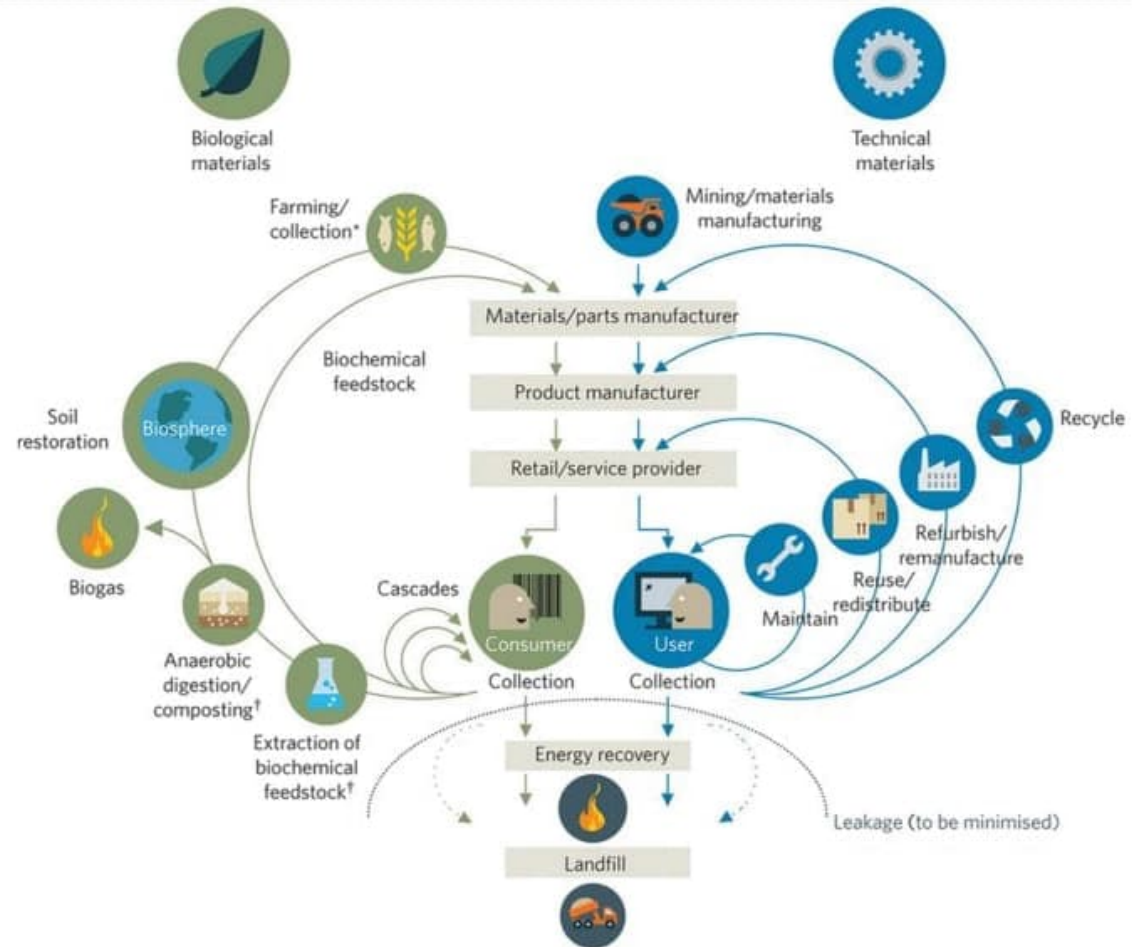 Biological
materials
Technical
materials
Farming/
collection*
Mining/materials
manufacturing
Materials/parts manufacturer
Biochemical
feedstock
Product manufacturer
Soil
restoration
Biosphere
Recycle
Retail/service provider
Biogas
Refurbish/
remanufacture
Reuse/
redistribute
Cascades
Maintain
Consumer
User
Anaerobic
digestion/
composting†
Collection
Collection
Extraction of
biochemical
feedstock†
Energy recovery
Leakage (to be minimised)
Landfill